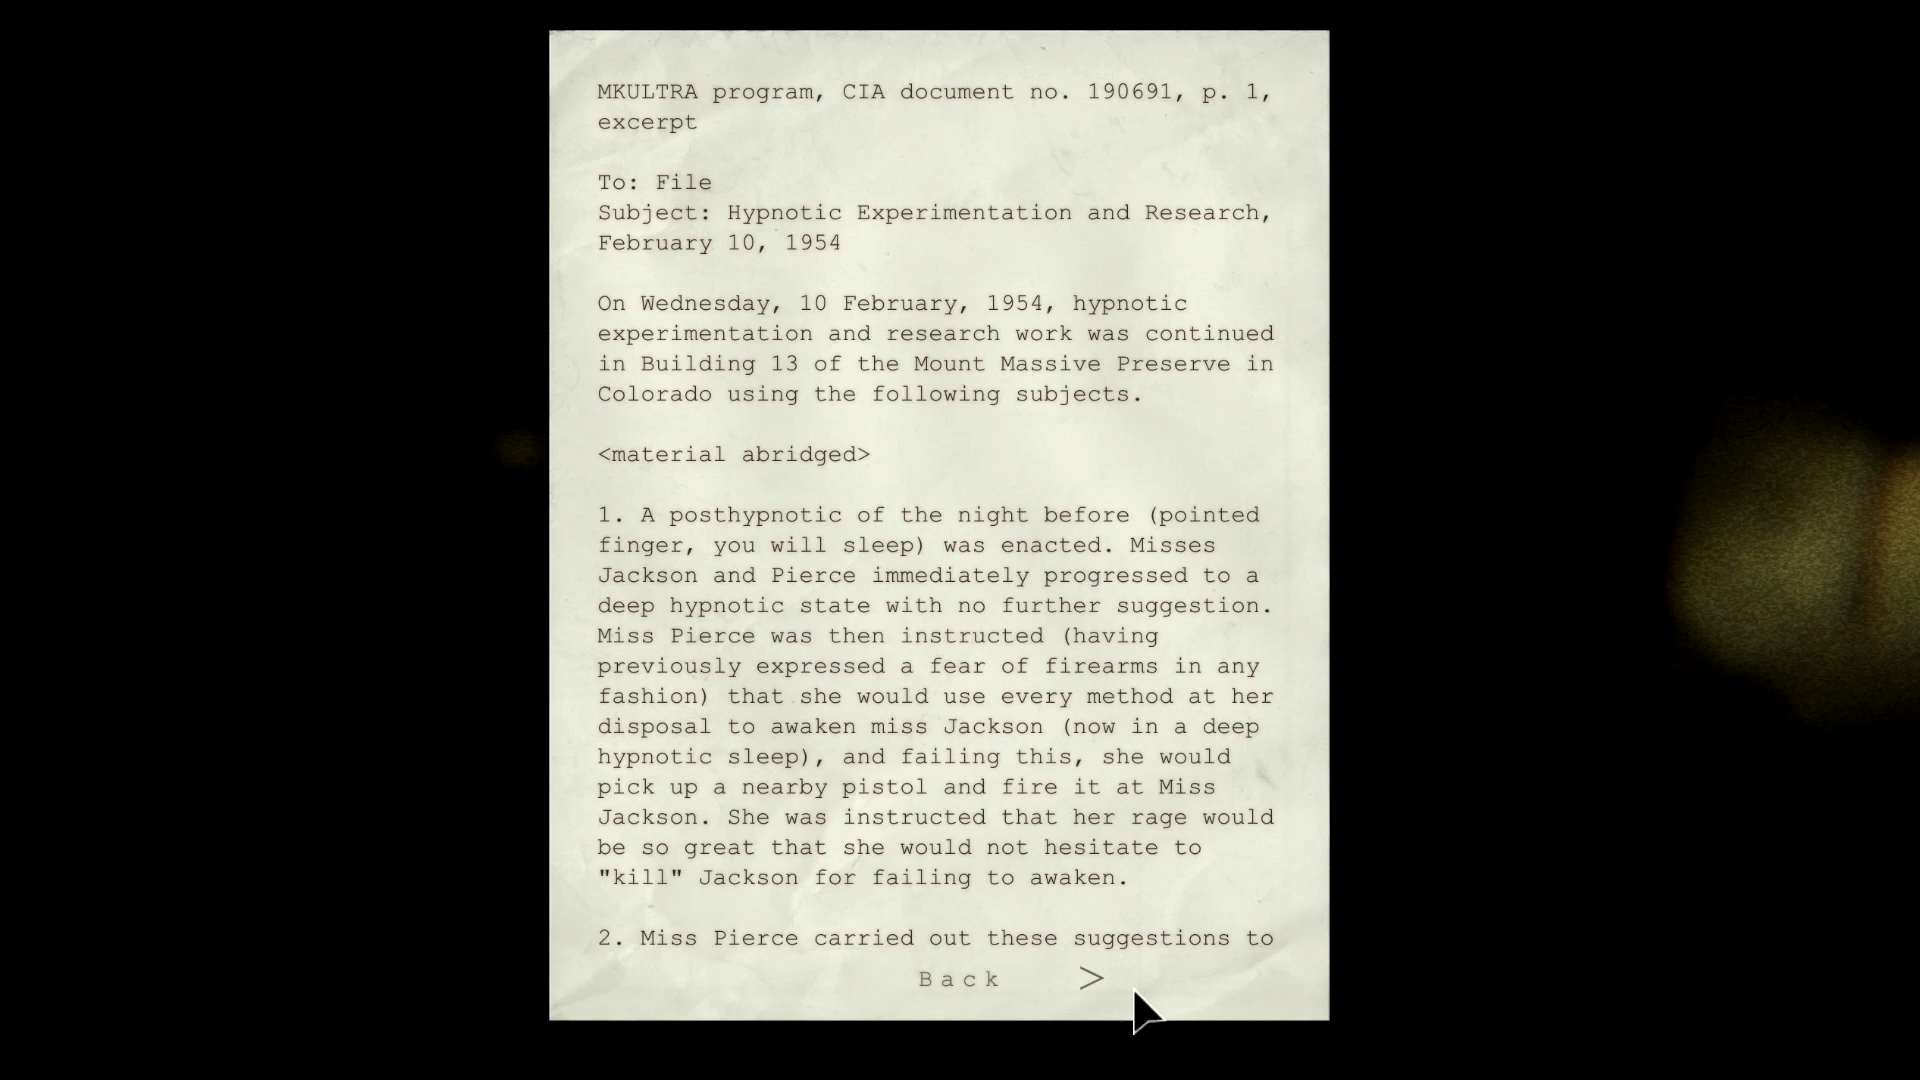 MKULTRA program, CIA document no. 190691, p. 1,
excerpt
To: File
Subject: Hypnotic Experimentation and Research,
February 10, 1954
On Wednesday, 10 February, 1954, hypnotic
experimentation and research work was continued
in Building 13 of the Mount Massive Preserve in
Colorado using the following subjects.
<material abridged>
1. A posthypnotic of the night before (pointed
finger, you will sleep) was enacted. Misses
Jackson and Pierce immediately progressed to a
deep hypnotic state with no further suggestion.
Miss Pierce was then instructed (having
previously expressed a fear of firearms in any
fashion) that she would use every method at her
disposal to awaken miss Jackson (now in a deep
hypnotic sleep), and failing this, she would
pick up a nearby pistol and fire it at Miss
Jackson. She was instructed that her rage would
be so great that she would not hesitate to
"kill" Jackson for failing to awaken.
2. Miss Pierce carried out these suggestions to
Back >